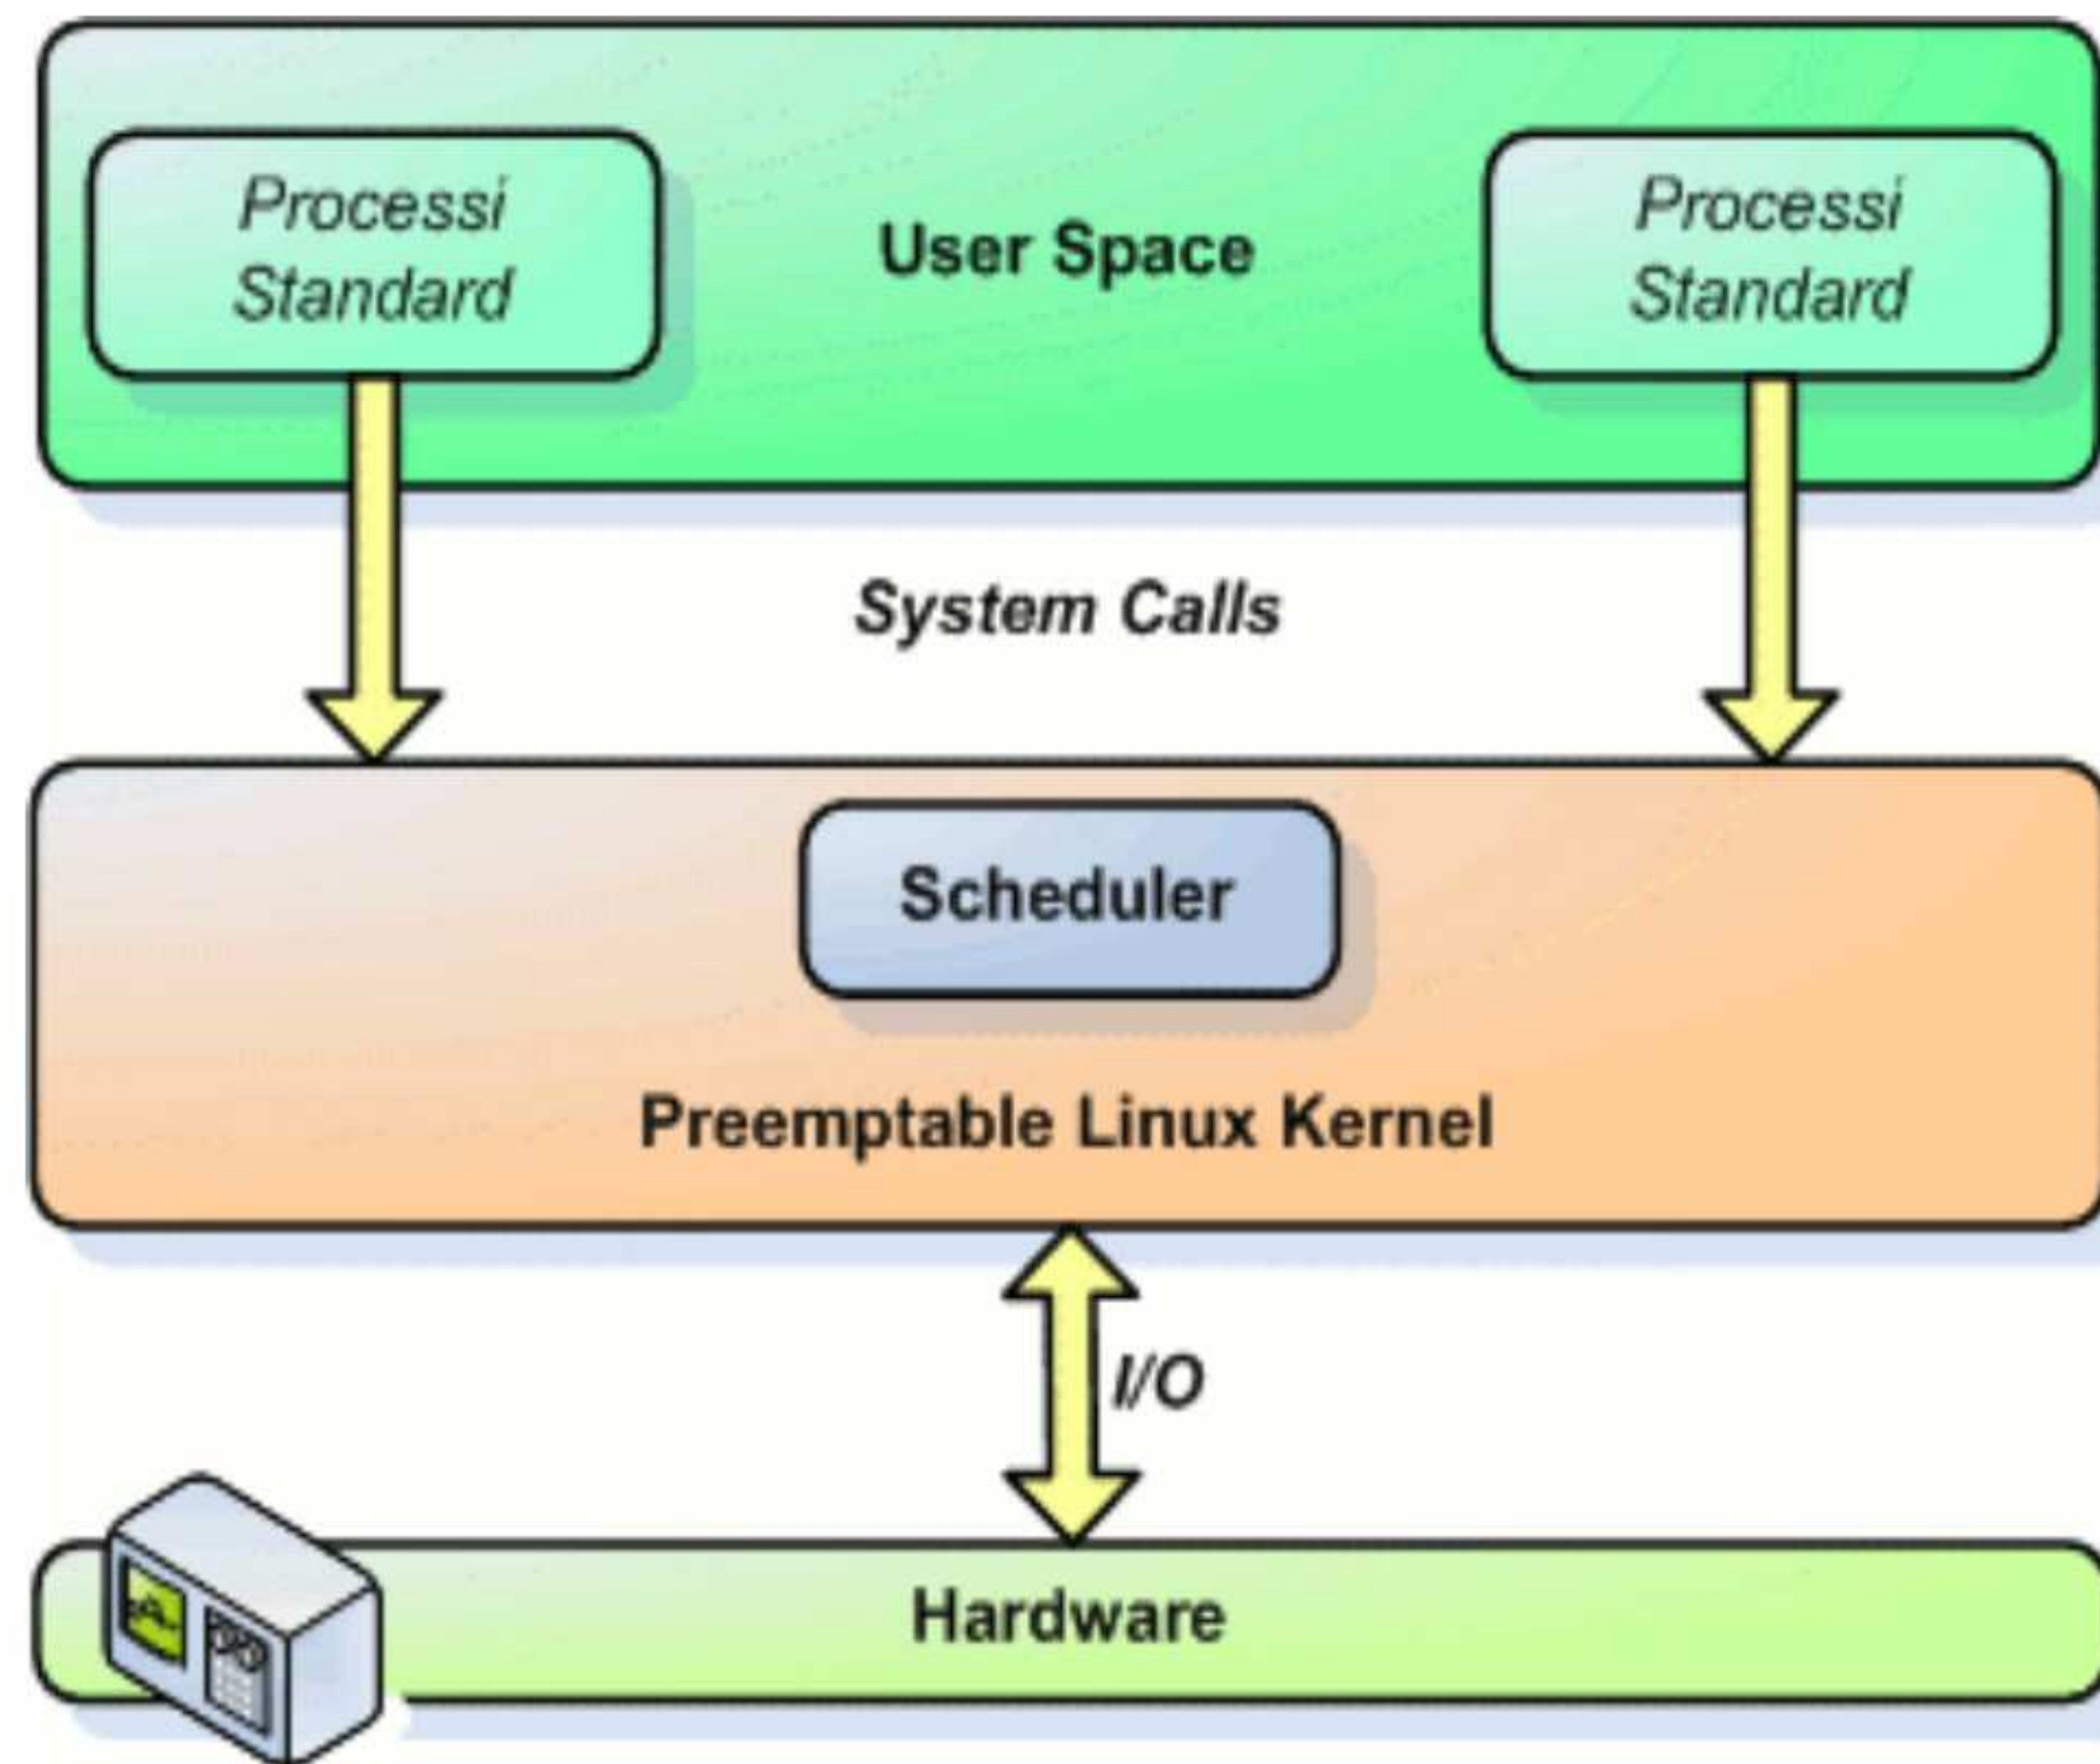 Processi
Standard
User Space
Processi
Standard
System Calls
Scheduler
Preemptable Linux Kernel
I/O
Hardware